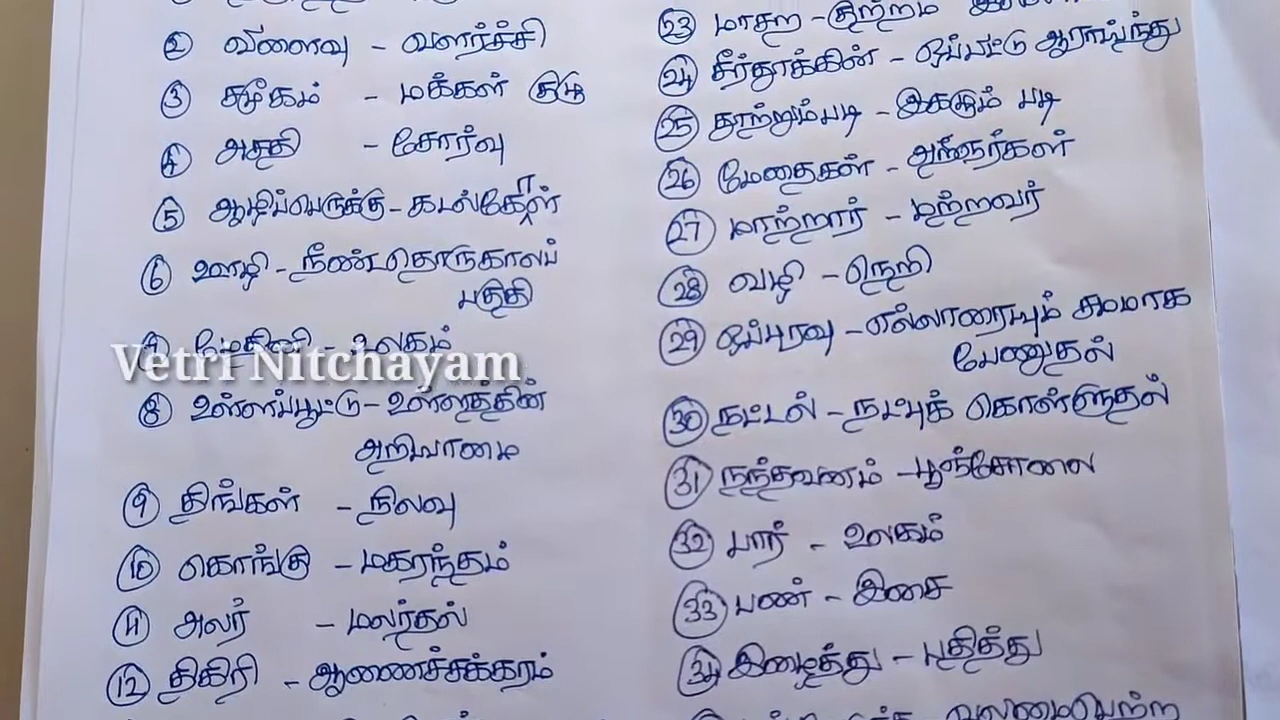 ② விளைவு - வளர்ச்சி
③ சமூகம் - மக்கள் குழு
④ அசதி - சோர்வு
⑤ ஆழிப்பெருக்கு - கடல்கோள்
⑥ ஊழி - நீண்டதொருகாலப்
பகுதி
⑦ மேதினி - உலகம்
Vetri Nitchayam
⑧ உள்ளப்பூட்டு - உள்ளத்தின்
அறியாமை
⑨ திங்கள் - நிலவு
⑩ கொங்கு - மகரந்தம்
⑪ அலர் - மலர்தல்
⑫ திகிரி - ஆணைச்சக்கரம்
㉓ மாசற - குற்றம்
㉔ சீர்தூக்கின் - ஒப்பிட்டு ஆராய்ந்து
㉕ தூற்றும்படி - இகழும் படி
㉖ மேதைகள் - அறிஞர்கள்
㉗ மாற்றார் - மற்றவர்
㉘ வழி - நெறி
㉙ ஒப்புரவு - எல்லாரையும் சமமாக
பேணுதல்
㉚ நட்டல் - நட்புக் கொள்ளுதல்
㉛ நந்தவனம் - பூஞ்சோலை
㉜ பார் - உலகம்
㉝ பண் - இசை
㉞ இழைத்து - பதித்து